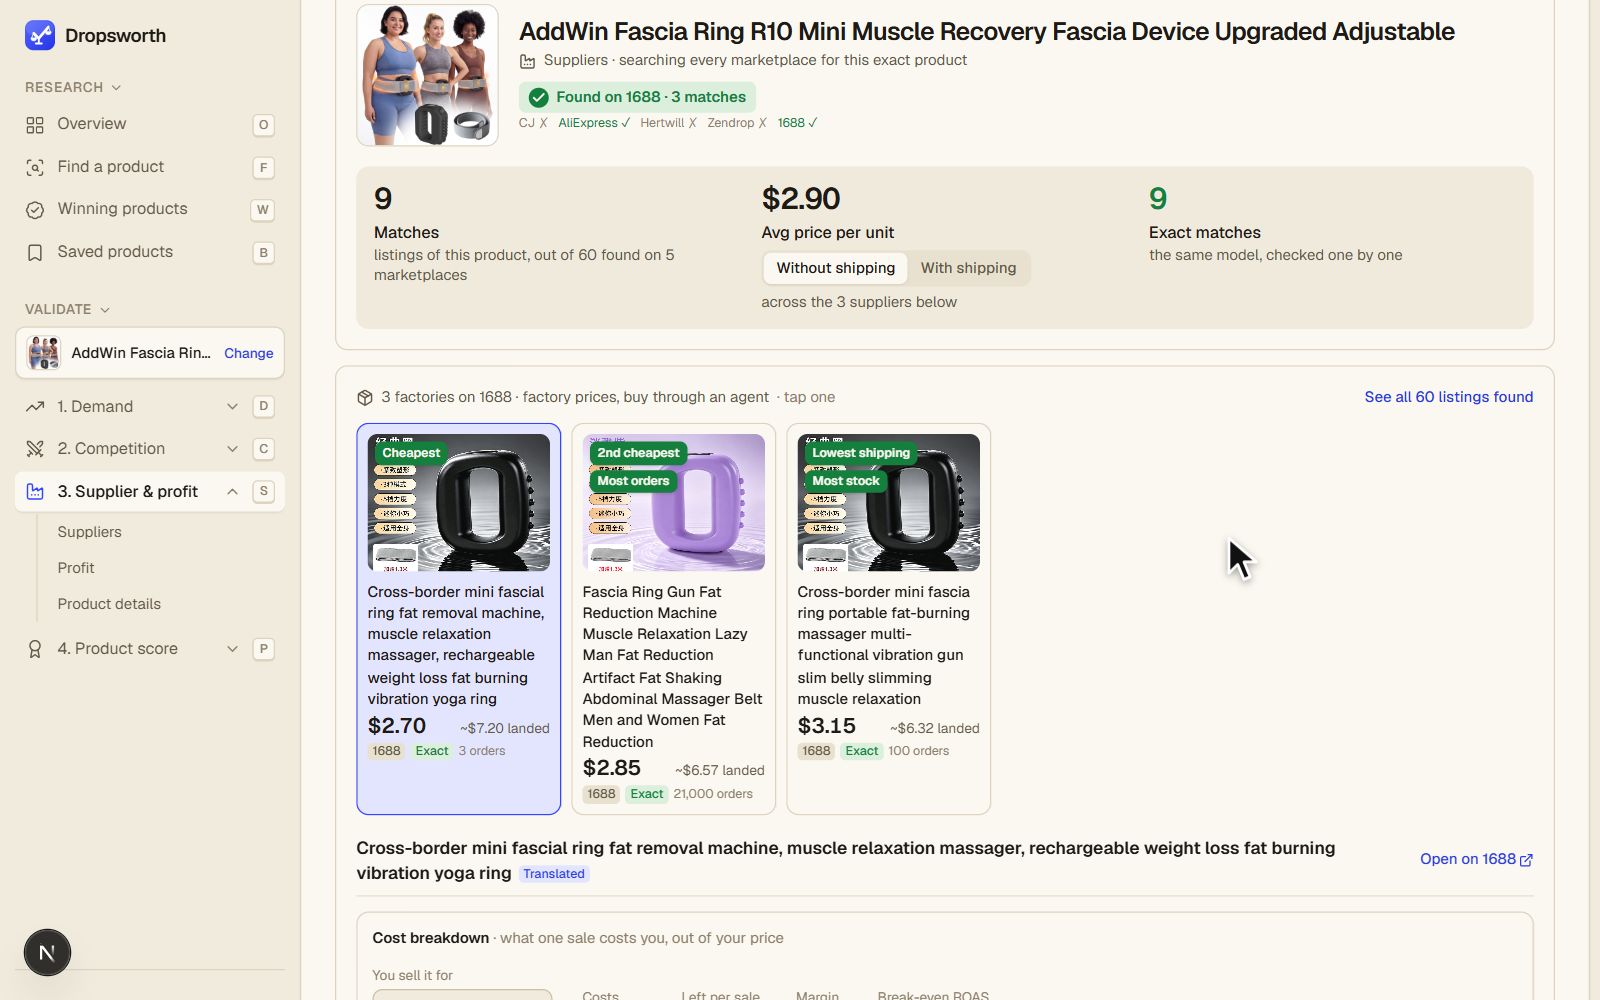 Dropsworth
RESEARCH
Overview
O
Find a product
F
Winning products
W
Saved products
B
VALIDATE
AddWin Fascia Rin...
Change
1. Demand
D
2. Competition
C
3. Supplier & profit
S
Suppliers
Profit
Product details
4. Product score
P
N
AddWin Fascia Ring R10 Mini Muscle Recovery Fascia Device Upgraded Adjustable
Suppliers · searching every marketplace for this exact product
Found on 1688 · 3 matches
CJ ✗ AliExpress ✓ Hertwill ✗ Zendrop ✗ 1688 ✓
9
Matches
listings of this product, out of 60 found on 5
marketplaces
$2.90
Avg price per unit
Without shipping
With shipping
across the 3 suppliers below
9
Exact matches
the same model, checked one by one
3 factories on 1688 · factory prices, buy through an agent · tap one
See all 60 listings found
Cheapest
Cross-border mini fascial
ring fat removal machine,
muscle relaxation
massager, rechargeable
weight loss fat burning
vibration yoga ring
$2.70
~$7.20 landed
1688 Exact 3 orders
2nd cheapest
Most orders
Fascia Ring Gun Fat
Reduction Machine
Muscle Relaxation Lazy
Man Fat Reduction
Artifact Fat Shaking
Abdominal Massager Belt
Men and Women Fat
Reduction
$2.85
~$6.57 landed
1688 Exact 21,000 orders
Lowest shipping
Most stock
Cross-border mini fascia
ring portable fat-burning
massager multi-
functional vibration gun
slim belly slimming
muscle relaxation
$3.15
~$6.32 landed
1688 Exact 100 orders
Cross-border mini fascial ring fat removal machine, muscle relaxation massager, rechargeable weight loss fat burning
vibration yoga ring Translated
Open on 1688
Cost breakdown · what one sale costs you, out of your price
You sell it for
Costs
Left per sale
Margin
Break-even ROAS